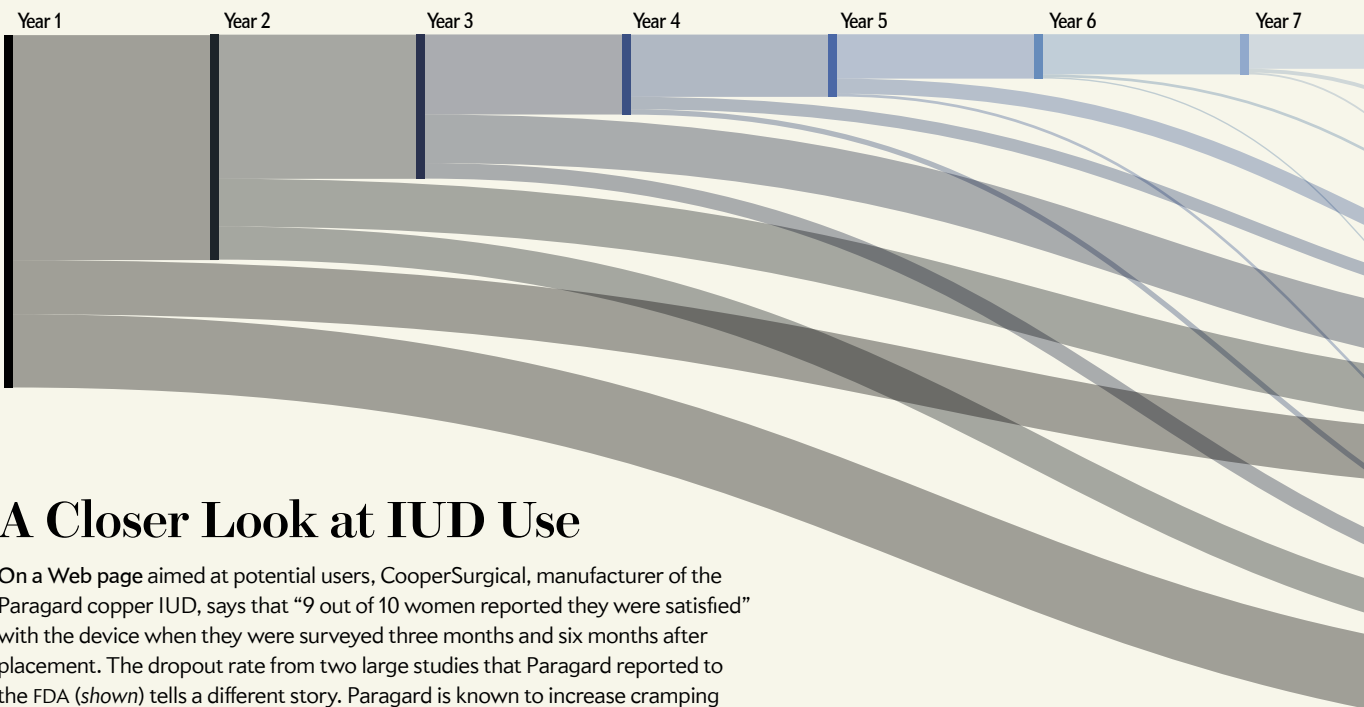 Year 1 Year 2 Year 3 Year 4 Year 5 Year 6 Year 7
A Closer Look at IUD Use
On a Web page aimed at potential users, CooperSurgical, manufacturer of the
Paragard copper IUD, says that “9 out of 10 women reported they were satisfied”
with the device when they were surveyed three months and six months after
placement. The dropout rate from two large studies that Paragard reported to
the FDA (shown) tells a different story. Paragard is known to increase cramping